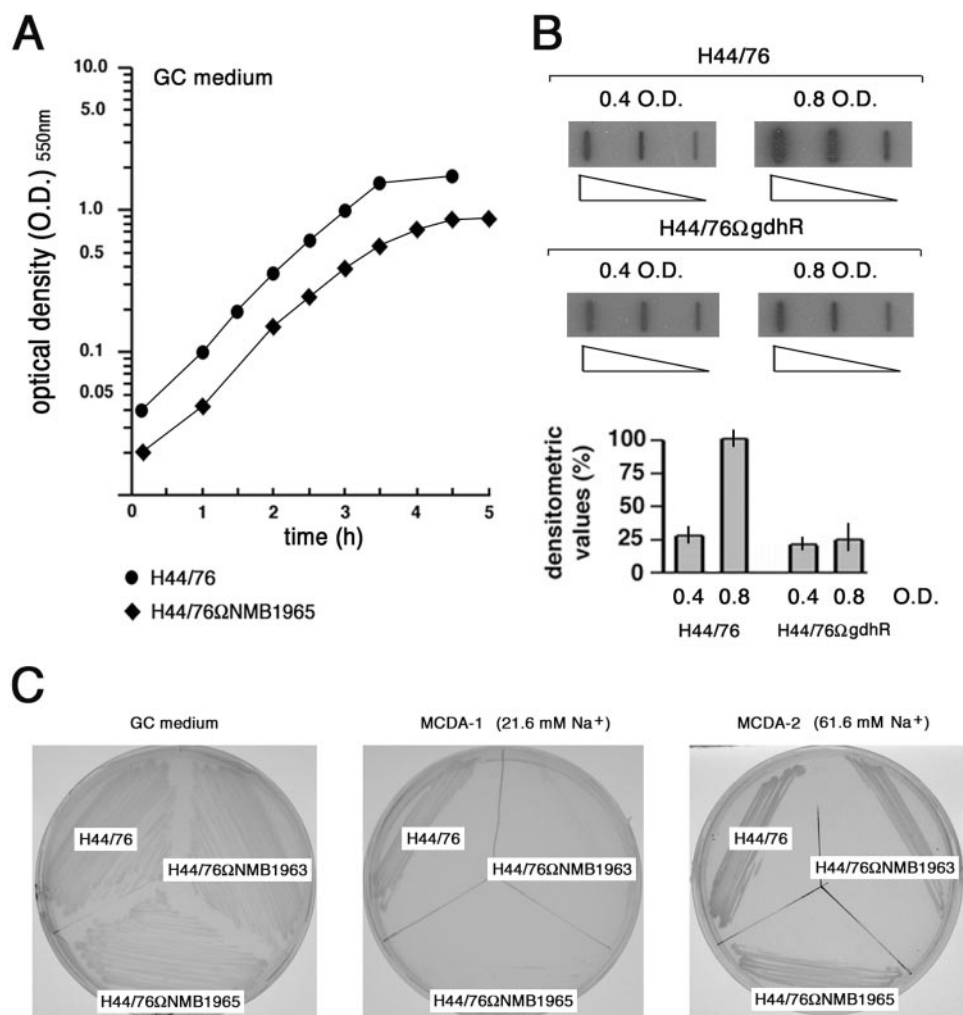 A
GC medium
optical density (O.D.) 550nm
10.0
5.0
1.0
0.5
0.1
0.05
0 1 2 3 4 5
time (h)
H44/76
H44/76ΩNMB1965
B
H44/76
0.4 O.D. 0.8 O.D.
H44/76ΩgdhR
0.4 O.D. 0.8 O.D.
densitometric
values (%)
100
75
50
25
0
0.4 0.8 0.4 0.8 O.D.
H44/76 H44/76ΩgdhR
C
GC medium MCDA-1 (21.6 mM Na+) MCDA-2 (61.6 mM Na+)
H44/76
H44/76ΩNMB1963
H44/76ΩNMB1965
H44/76
H44/76ΩNMB1963
H44/76ΩNMB1965
H44/76
H44/76ΩNMB1963
H44/76ΩNMB1965